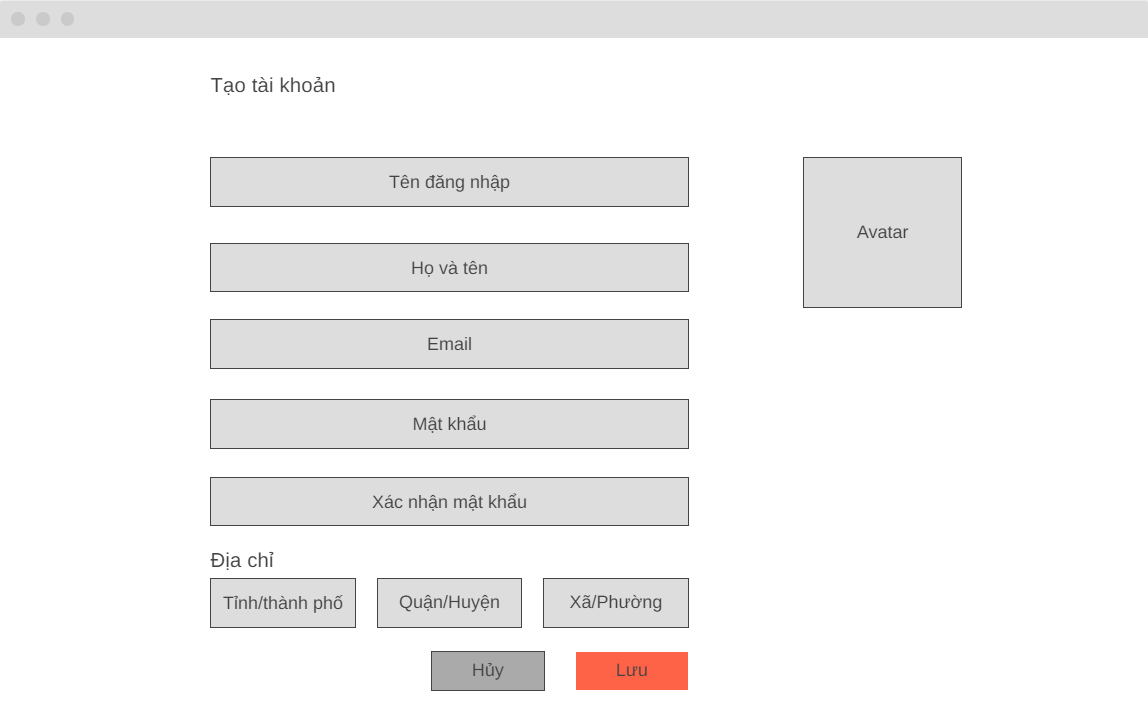 Tạo tài khoản
Tên đăng nhập
Avatar
Họ và tên
Email
Mật khẩu
Xác nhận mật khẩu
Địa chỉ
Tỉnh/thành phố
Quận/Huyện
Xã/Phường
Hủy
Lưu